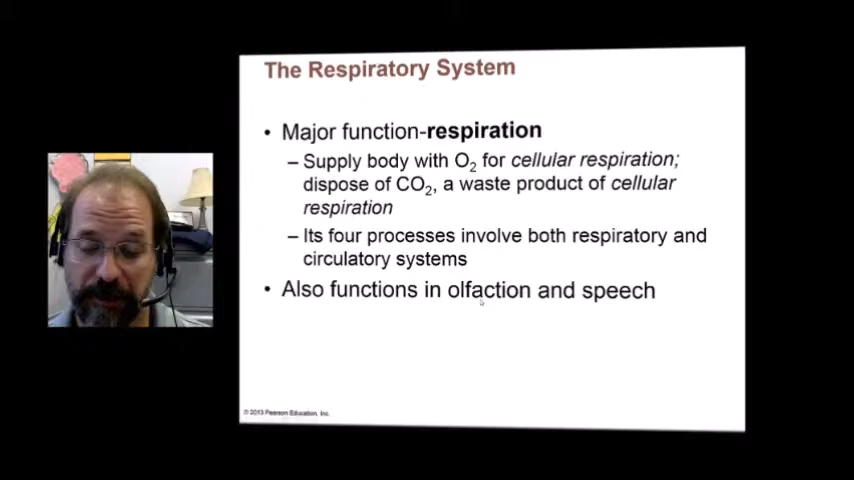 The Respiratory System
• Major function-respiration
– Supply body with O₂ for cellular respiration;
dispose of CO₂, a waste product of cellular
respiration
– Its four processes involve both respiratory and
circulatory systems
• Also functions in olfaction and speech
© 2013 Pearson Education, Inc.